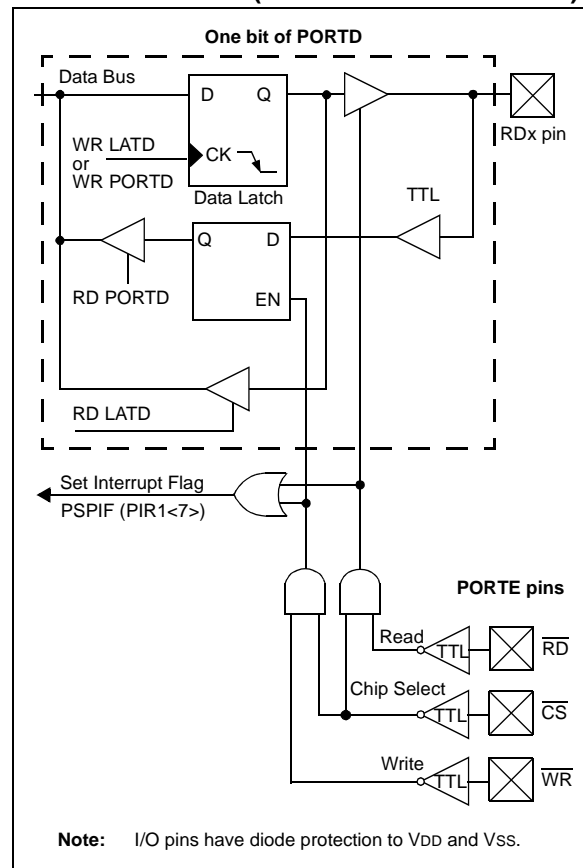 One bit of PORTD
Data Bus
D
Q
RDx pin
WR LATD
or
WR PORTD
CK
Data Latch
TTL
Q
D
EN
RD PORTD
RD LATD
Set Interrupt Flag
PSPIF (PIR1<7>)
PORTE pins
Read
TTL
RD
Chip Select
TTL
CS
Write
TTL
WR
Note: I/O pins have diode protection to VDD and VSS.